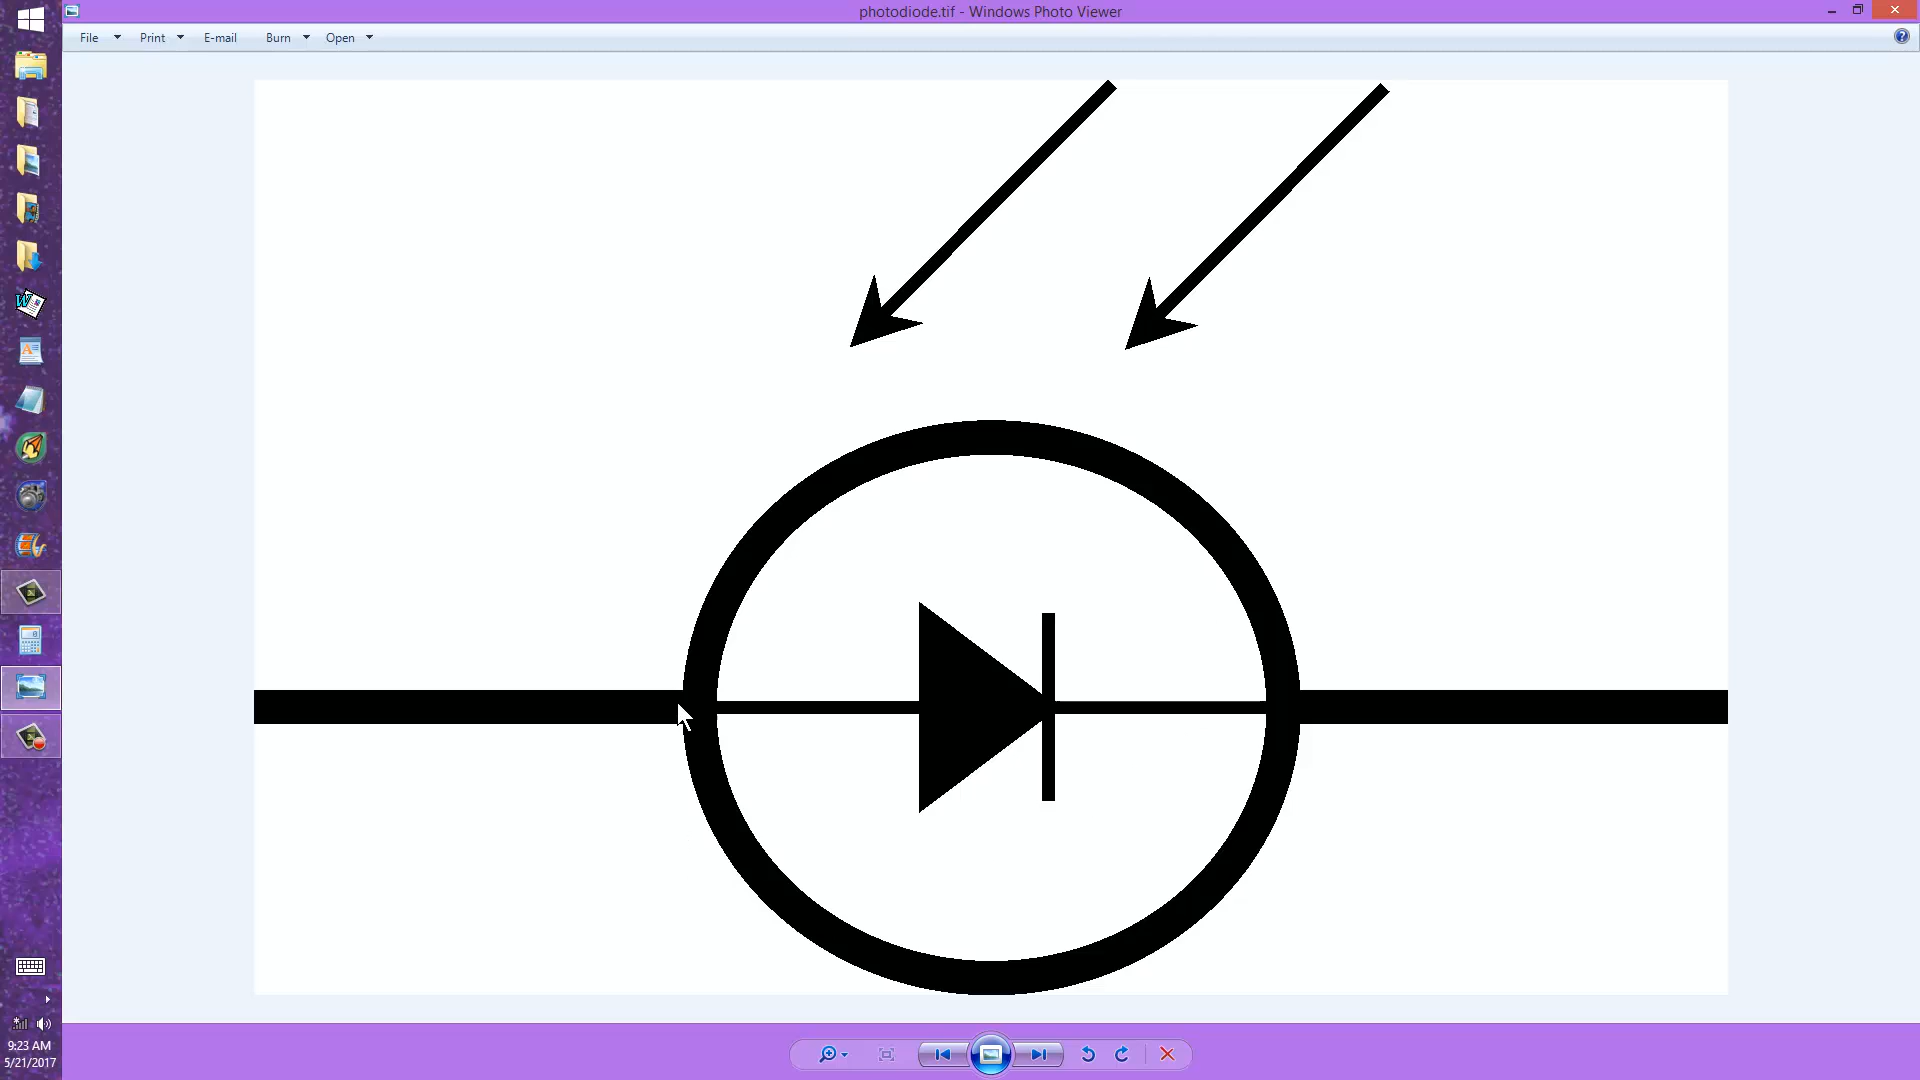 photodiode.tif - Windows Photo Viewer
File Print E-mail Burn Open
9:23 AM
5/21/2017